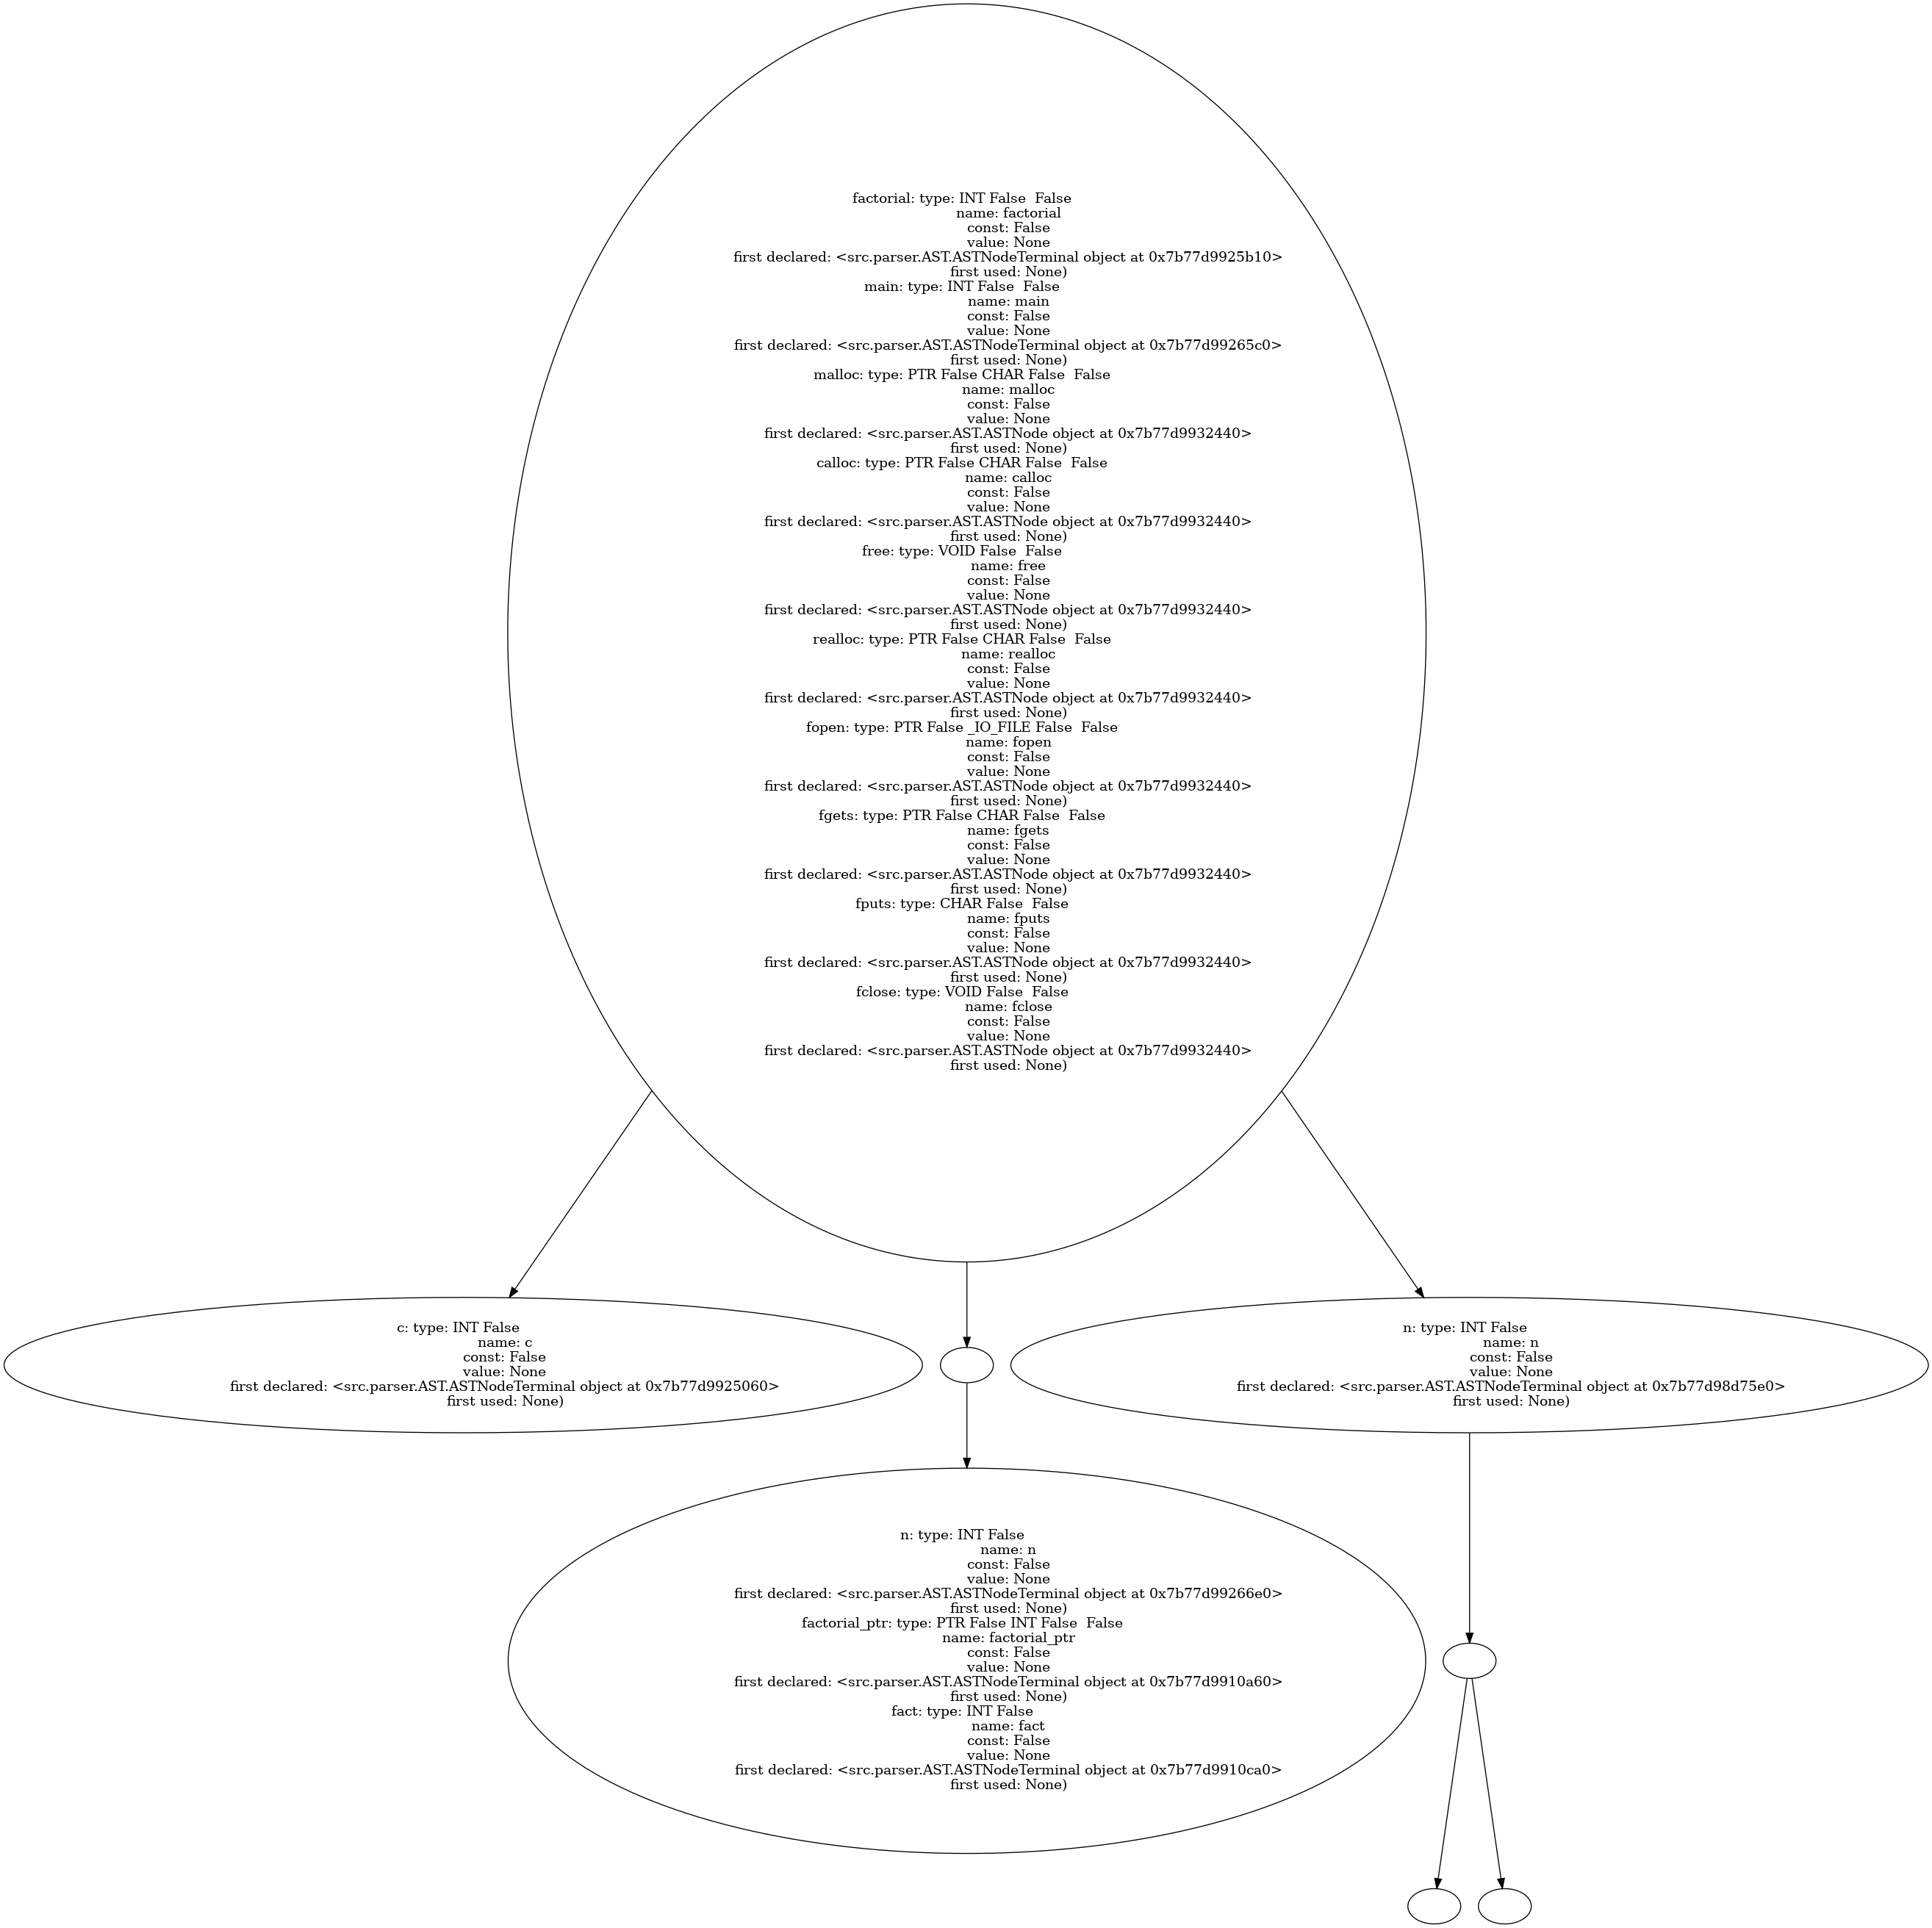 factorial: type: INT False  False
name: factorial
const: False
value: None
first declared: <src.parser.AST.ASTNodeTerminal object at 0x7b77d9925b10>
first used: None)
main: type: INT False  False
name: main
const: False
value: None
first declared: <src.parser.AST.ASTNodeTerminal object at 0x7b77d99265c0>
first used: None)
malloc: type: PTR False CHAR False  False
name: malloc
const: False
value: None
first declared: <src.parser.AST.ASTNode object at 0x7b77d9932440>
first used: None)
calloc: type: PTR False CHAR False  False
name: calloc
const: False
value: None
first declared: <src.parser.AST.ASTNode object at 0x7b77d9932440>
first used: None)
free: type: VOID False  False
name: free
const: False
value: None
first declared: <src.parser.AST.ASTNode object at 0x7b77d9932440>
first used: None)
realloc: type: PTR False CHAR False  False
name: realloc
const: False
value: None
first declared: <src.parser.AST.ASTNode object at 0x7b77d9932440>
first used: None)
fopen: type: PTR False _IO_FILE False  False
name: fopen
const: False
value: None
first declared: <src.parser.AST.ASTNode object at 0x7b77d9932440>
first used: None)
fgets: type: PTR False CHAR False  False
name: fgets
const: False
value: None
first declared: <src.parser.AST.ASTNode object at 0x7b77d9932440>
first used: None)
fputs: type: CHAR False  False
name: fputs
const: False
value: None
first declared: <src.parser.AST.ASTNode object at 0x7b77d9932440>
first used: None)
fclose: type: VOID False  False
name: fclose
const: False
value: None
first declared: <src.parser.AST.ASTNode object at 0x7b77d9932440>
first used: None)
c: type: INT False
name: c
const: False
value: None
first declared: <src.parser.AST.ASTNodeTerminal object at 0x7b77d9925060>
first used: None)
n: type: INT False
name: n
const: False
value: None
first declared: <src.parser.AST.ASTNodeTerminal object at 0x7b77d98d75e0>
first used: None)
n: type: INT False
name: n
const: False
value: None
first declared: <src.parser.AST.ASTNodeTerminal object at 0x7b77d99266e0>
first used: None)
factorial_ptr: type: PTR False INT False  False
name: factorial_ptr
const: False
value: None
first declared: <src.parser.AST.ASTNodeTerminal object at 0x7b77d9910a60>
first used: None)
fact: type: INT False
name: fact
const: False
value: None
first declared: <src.parser.AST.ASTNodeTerminal object at 0x7b77d9910ca0>
first used: None)